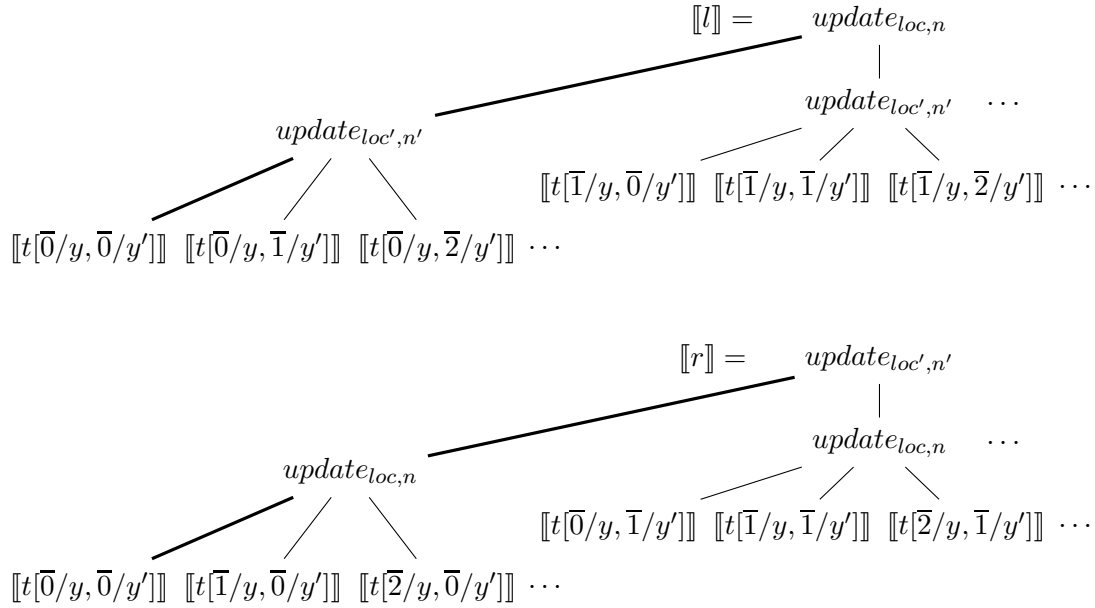 ⟦l⟧ = update_{loc,n}
update_{loc′,n′} update_{loc′,n′} ⋯
⟦t[1̅/y, 0̅/y′]⟧ ⟦t[1̅/y, 1̅/y′]⟧ ⟦t[1̅/y, 2̅/y′]⟧ ⋯
⟦t[0̅/y, 0̅/y′]⟧ ⟦t[0̅/y, 1̅/y′]⟧ ⟦t[0̅/y, 2̅/y′]⟧ ⋯
⟦r⟧ = update_{loc′,n′}
update_{loc,n} update_{loc,n} ⋯
⟦t[0̅/y, 1̅/y′]⟧ ⟦t[1̅/y, 1̅/y′]⟧ ⟦t[2̅/y, 1̅/y′]⟧ ⋯
⟦t[0̅/y, 0̅/y′]⟧ ⟦t[1̅/y, 0̅/y′]⟧ ⟦t[2̅/y, 0̅/y′]⟧ ⋯